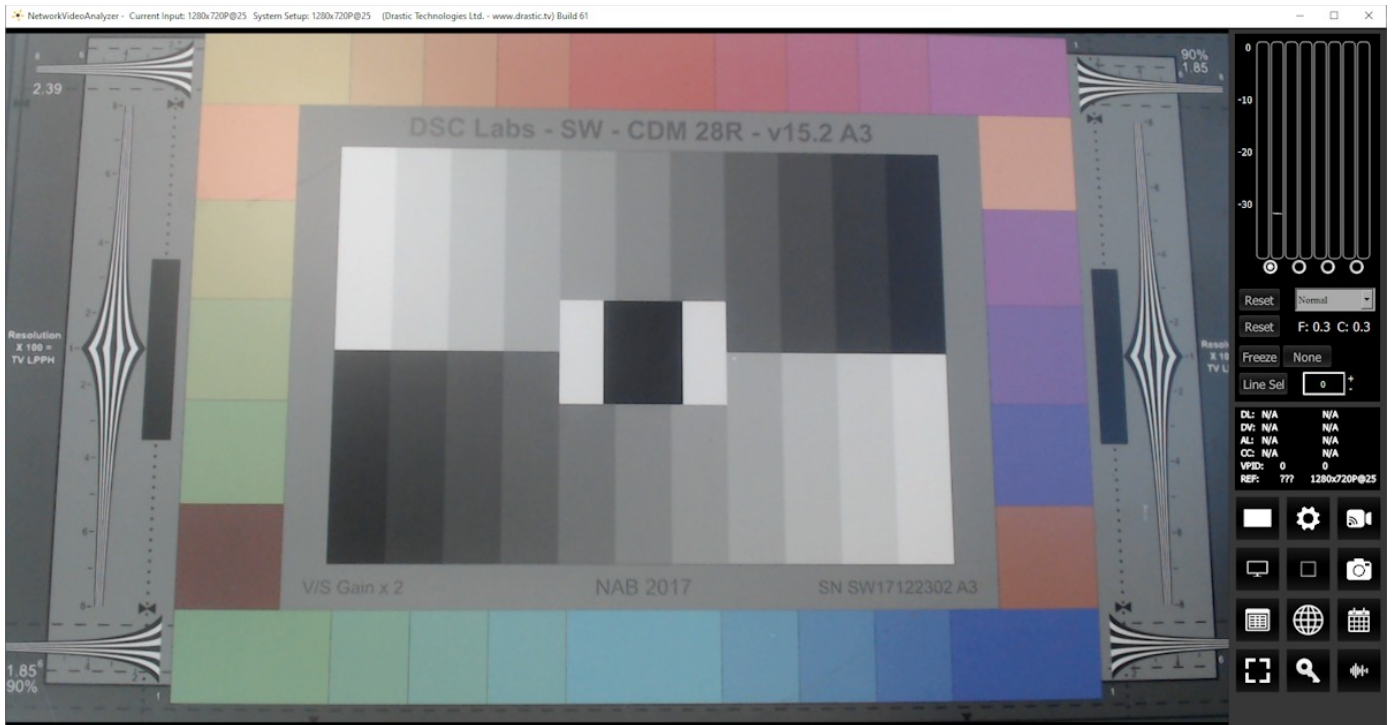 NetworkVideoAnalyzer - Current Input: 1280x720P@25 System Setup: 1280x720P@25 (Drastic Technologies Ltd. - www.drastic.tv) Build 61
2.39
90%
1.85
DSC Labs - SW - CDM 28R - v15.2 A3
Resolution
X 100 =
TV LPPH
V/S Gain x 2
NAB 2017
SN SW17122302 A3
1.85
90%
0
-10
-20
-30
Reset
Normal
Reset
F: 0.3 C: 0.3
Freeze
None
Line Sel
0
+
-
DL: N/A N/A
DV: N/A N/A
AL: N/A N/A
CC: N/A N/A
VPID: 0 0
REF: ??? 1280x720P@25